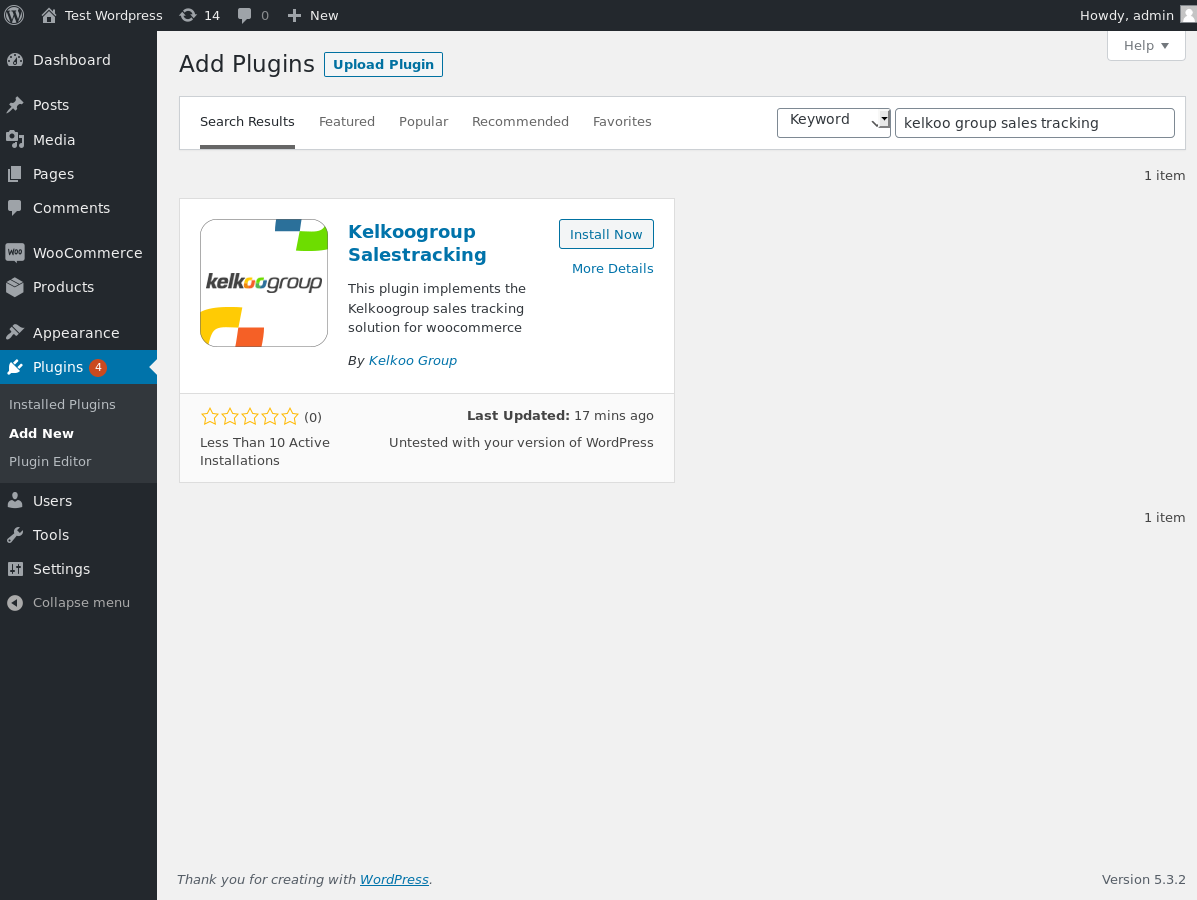 Test Wordpress 14 0 New Howdy, admin
Dashboard
Posts
Media
Pages
Comments
WOO WooCommerce
Products
Appearance
Plugins 4
Installed Plugins
Add New
Plugin Editor
Users
Tools
Settings
Collapse menu
Help
Add Plugins Upload Plugin
Search Results Featured Popular Recommended Favorites Keyword kelkoo group sales tracking
1 item
kelkoogroup
Kelkoogroup
Salestracking
This plugin implements the
Kelkoogroup sales tracking
solution for woocommerce
By Kelkoo Group
Install Now
More Details
(0)
Less Than 10 Active
Installations
Last Updated: 17 mins ago
Untested with your version of WordPress
1 item
Thank you for creating with WordPress. Version 5.3.2